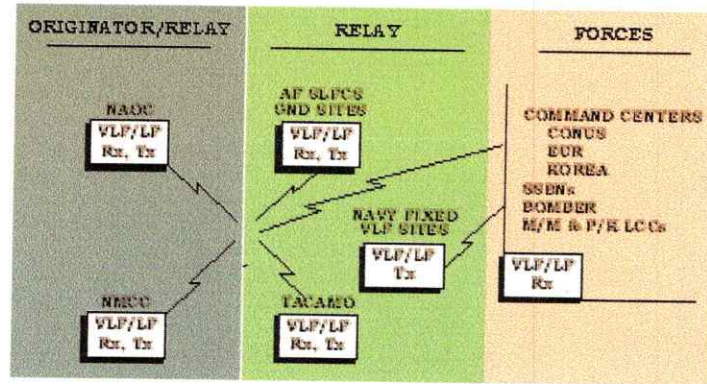 ORIGINATOR/RELAY
RELAY
FORCES
NAOC
VLF/LF
Rx, Tx
AF SLFCS
GND SITES
VLF/LF
Rx, Tx
COMMAND CENTERS
CONUS
EUR
KOREA
SSBNs
BOMBER
M/M & P/K LCCs
NAVY FIXED
VLF SITES
VLF/LF
Tx
VLF/LF
Rx
NMCC
VLF/LF
Rx, Tx
TACAMO
VLF/LF
Rx, Tx